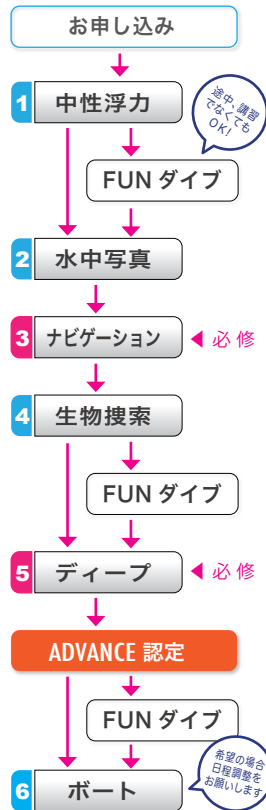 お申し込み
1 中性浮力
途中、講習
でなくても
OK!
FUN ダイブ
2 水中写真
3 ナビゲーション ◀必修
4 生物捜索
FUN ダイブ
5 ディープ ◀必修
ADVANCE 認定
FUN ダイブ
希望の場合
日程調整を
お願いします
6 ボート